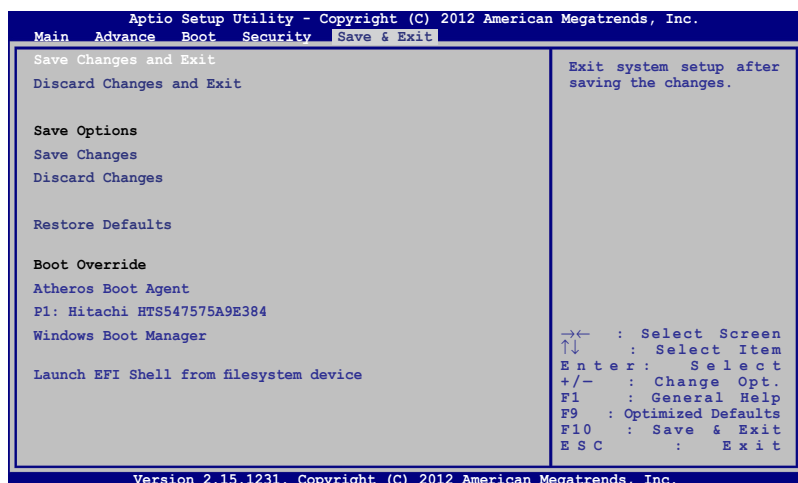 Aptio Setup Utility - Copyright (C) 2012 American Megatrends, Inc.
Main Advance Boot Security Save & Exit
Save Changes and Exit
Discard Changes and Exit
Save Options
Save Changes
Discard Changes
Restore Defaults
Boot Override
Atheros Boot Agent
P1: Hitachi HTS547575A9E384
Windows Boot Manager
Launch EFI Shell from filesystem device
Exit system setup after
saving the changes.
→← : Select Screen
↑↓ : Select Item
Enter: Select
+/— : Change Opt.
F1 : General Help
F9 : Optimized Defaults
F10 : Save & Exit
ESC : Exit
Version 2.15.1231. Copyright (C) 2012 American Megatrends, Inc.